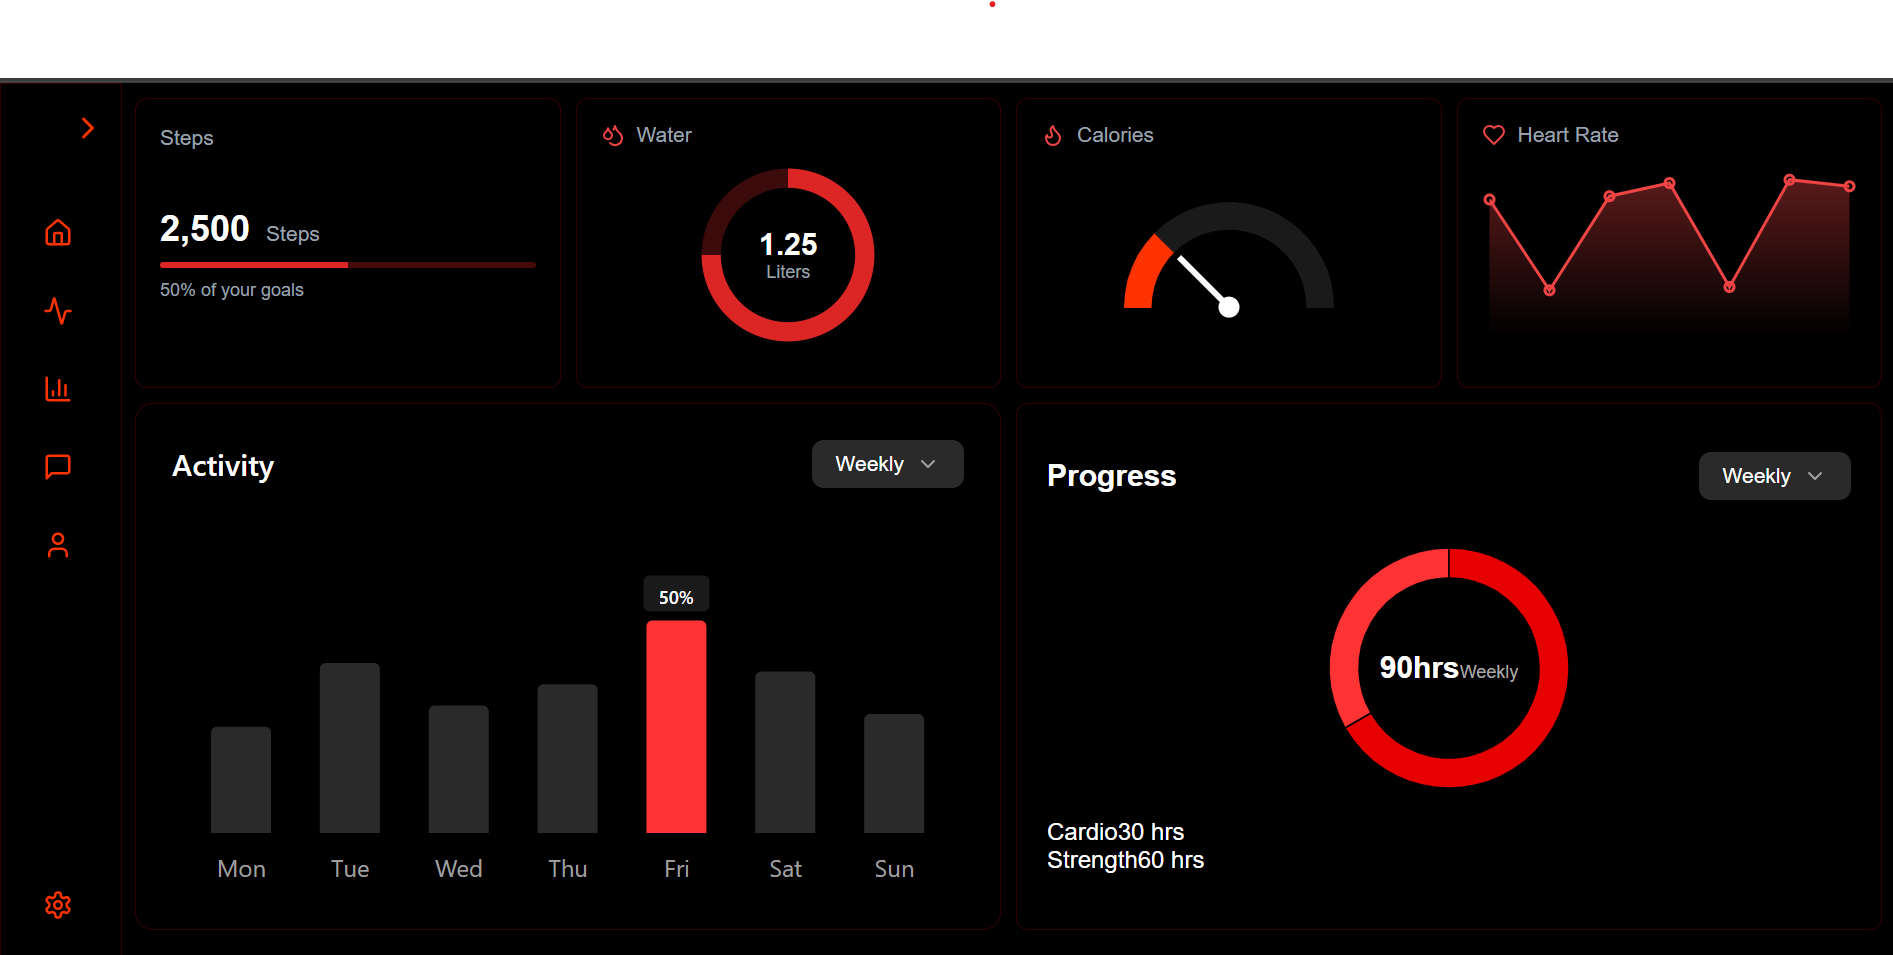 Steps
2,500 Steps
50% of your goals
Water
1.25
Liters
Calories
Heart Rate
Activity
Weekly
50%
Mon Tue Wed Thu Fri Sat Sun
Progress
Weekly
90hrsWeekly
Cardio30 hrs
Strength60 hrs